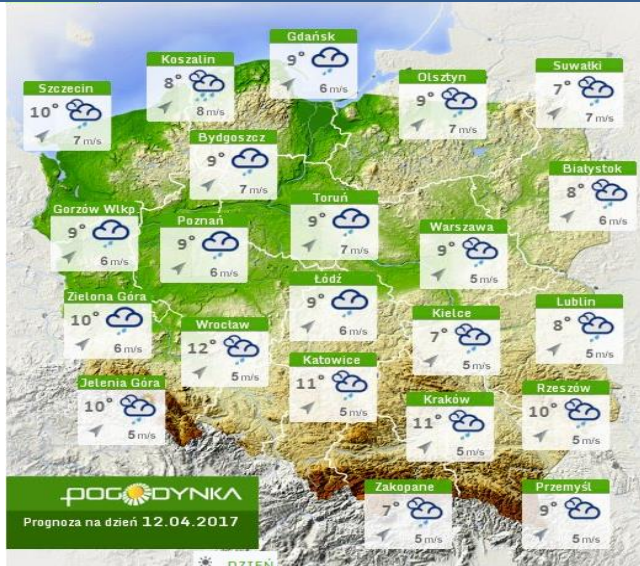 Gdańsk
9°
6 m/s
Koszalin
8°
8 m/s
Szczecin
10°
7 m/s
Olsztyn
9°
7 m/s
Suwałki
7°
7 m/s
Bydgoszcz
9°
7 m/s
Białystok
8°
6 m/s
Gorzów Wlkp
9°
6 m/s
Poznań
9°
6 m/s
Toruń
9°
7 m/s
Warszawa
9°
5 m/s
Zielona Góra
10°
6 m/s
Wrocław
12°
5 m/s
Łódź
9°
6 m/s
Kielce
7°
5 m/s
Lublin
8°
5 m/s
Jelenia Góra
10°
5 m/s
Katowice
11°
5 m/s
Kraków
11°
5 m/s
Rzeszów
10°
5 m/s
Zakopane
7°
5 m/s
Przemyśl
9°
5 m/s
POGODYNKA
Prognoza na dzień 12.04.2017
DZIEŃ